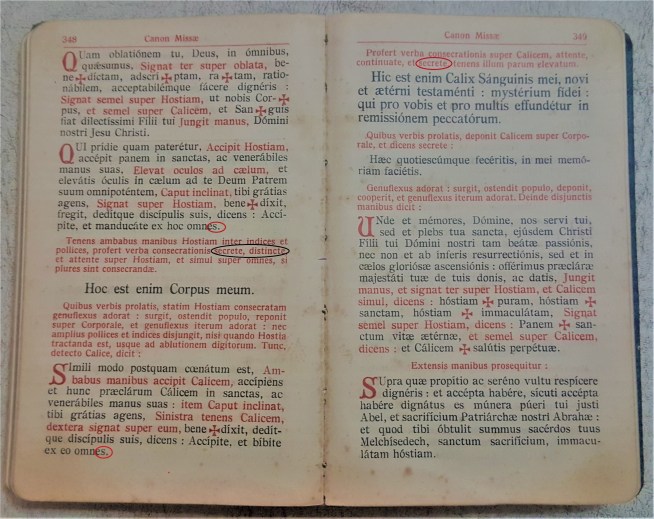 348 Canon Missæ
QUam oblatiónem tu, Deus, in ómnibus,
quǽsumus, Signat ter super oblata, be-
ne✠dictam, adscri✠ptam, ra✠tam, ratio-
nábilem, acceptabilémque fácere dignéris :
Signat semel super Hostiam, ut nobis Cor✠-
pus, et semel super Calicem, et San✠guis
fiat dilectíssimi Fílii tui Jungit manus, Dómini
nostri Jesu Christi.
QUI prídie quam paterétur, Accipit Hostiam,
accépit panem in sanctas, ac venerábiles
manus suas, Elevat oculos ad cælum, et
elevátis óculis in cælum ad te Deum Patrem
suum omnipoténtem, Caput inclinat, tibi grátias
agens, Signat super Hostiam, bene✠díxit,
fregit, dedítque discípulis suis, dicens : Accí-
pite, et manducáte ex hoc omnes.
Tenens ambabus manibus Hostiam inter indices et
pollices, profert verba consecrationis secrete, distincte
et attente super Hostiam, et simul super omnes, si
plures sint consecrandæ.
Hoc est enim Corpus meum.
Quibus verbis prolatis, statim Hostiam consecratam
genuflexus adorat : surgit, ostendit populo, reponit
super Corporale, et genuflexus iterum adorat : nec
amplius pollices et indices disjungit, nisi quando Hostia
tractanda est, usque ad ablutionem digitorum. Tunc,
detecto Calice, dicit :
Símili modo postquam cœnátum est, Am-
babus manibus accipit Calicem, accípiens
et hunc præclárum Cálicem in sanctas, ac
venerábiles manus suas : item Caput inclinat,
tibi grátias agens, Sinistra tenens Calicem,
dextera signat super eum, bene✠díxit, dedít-
que discípulis suis, dicens : Accípite, et bíbite
ex eo omnes.
Canon Missæ 349
Profert verba consecrationis super Calicem, attente,
continuate, et secrete, tenens illum parum elevatum.
Hic est enim Calix Sánguinis mei, novi
et ætérni testaménti : mystérium fídei :
qui pro vobis et pro multis effundétur in
remissiónem peccatórum.
Quibus verbis prolatis, deponit Calicem super Corpo-
rale, et dicens secrete :
Hæc quotiescúmque fecéritis, in mei memó-
riam faciétis.
Genuflexus adorat : surgit, ostendit populo, deponit,
cooperit, et genuflexus iterum adorat. Deinde disjunctis
manibus dicit :
UNde et mémores, Dómine, nos servi tui,
sed et plebs tua sancta, ejúsdem Christi
Fílii tui Dómini nostri tam beátæ passiónis,
nec non et ab ínferis resurrectiónis, sed et in
cælos gloriósæ ascensiónis : offérimus præcláræ
majestáti tuæ de tuis donis, ac datis, Jungit
manus, et signat ter super Hostiam, et Calicem
simul, dicens : hóstiam ✠ puram, hóstiam ✠
sanctam, hóstiam ✠ immaculátam, Signat
semel super Hostiam, dicens : Panem ✠ san-
ctum vitæ ætérnæ, et semel super Calicem,
dicens : et Cálicem ✠ salútis perpétuæ.
Extensis manibus prosequitur :
SUpra quæ propítio ac seréno vultu respícere
dignéris : et accépta habére, sícuti accépta
habére dignátus es múnera púeri tui justi
Abel, et sacrifícium Patriárchæ nostri Abrahæ :
et quod tibi óbtulit summus sacérdos tuus
Melchísedech, sanctum sacrifícium, immacu-
látam hóstiam.